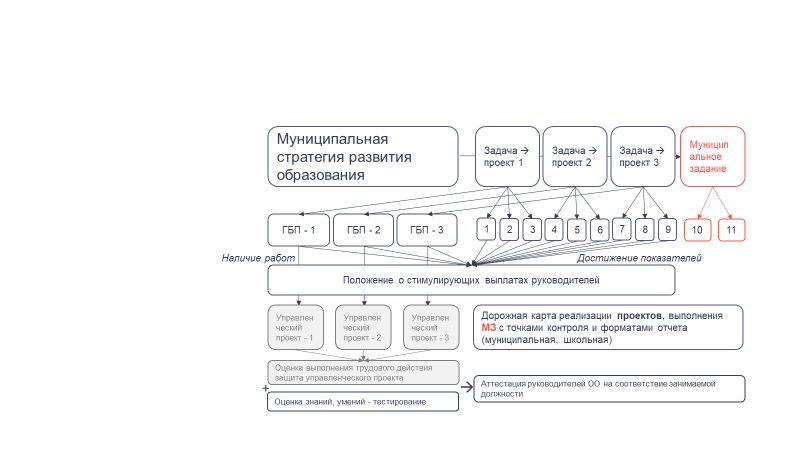 Муниципальная
стратегия развития
образования
Задача →
проект 1
Задача →
проект 2
Задача →
проект 3
Муницип
альное
задание
ГБП - 1
ГБП - 2
ГБП - 3
1
2
3
4
5
6
7
8
9
10
11
Наличие работ
Достижение показателей
Положение о стимулирующих выплатах руководителей
Управлен
ческий
проект - 1
Управлен
ческий
проект - 2
Управлен
ческий
проект - 3
Дорожная карта реализации проектов, выполнения
МЗ с точками контроля и форматами отчета
(муниципальная, школьная)
Оценка выполнения трудового действия
защита управленческого проекта
+
Оценка знаний, умений - тестирование
Аттестация руководителей ОО на соответствие занимаемой
должности